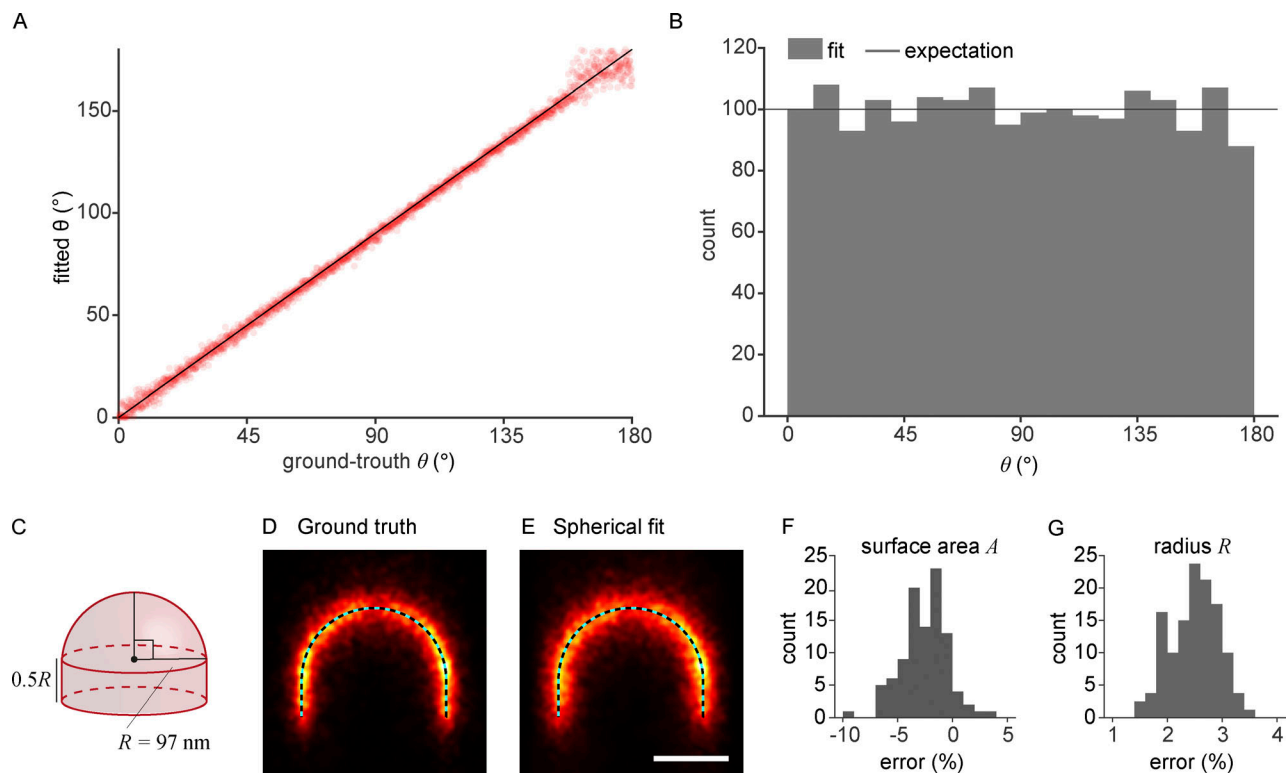 A
fitted θ (°)
150
100
50
0
0 45 90 135 180
ground-trouth θ (°)
B
fit expectation
count
120
100
80
60
40
20
0
0 45 90 135 180
θ (°)
C
0.5R
R = 97 nm
D Ground truth
E Spherical fit
F
surface area A
count
25
20
15
10
5
0
-10 -5 0 5
error (%)
G
radius R
count
25
20
15
10
5
0
1 2 3 4
error (%)